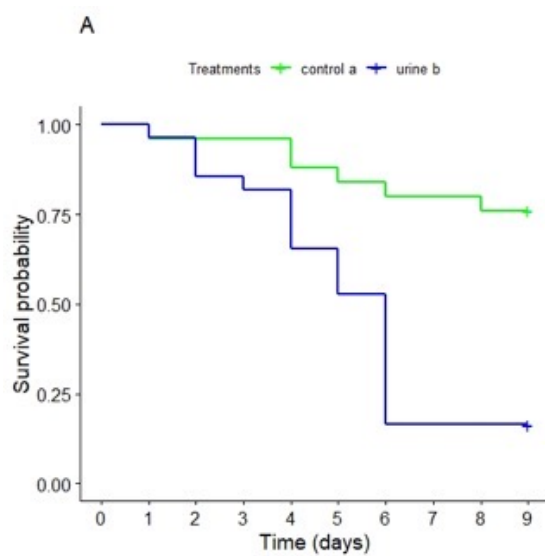 A
Treatments control a urine b
1.00
0.75
0.50
0.25
0.00
Survival probability
0 1 2 3 4 5 6 7 8 9
Time (days)